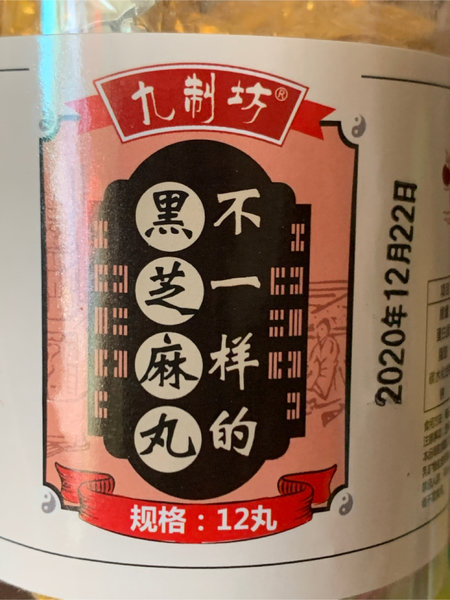 九制坊®
不一样的
黑芝麻丸
规格：12丸
2020年12月22日